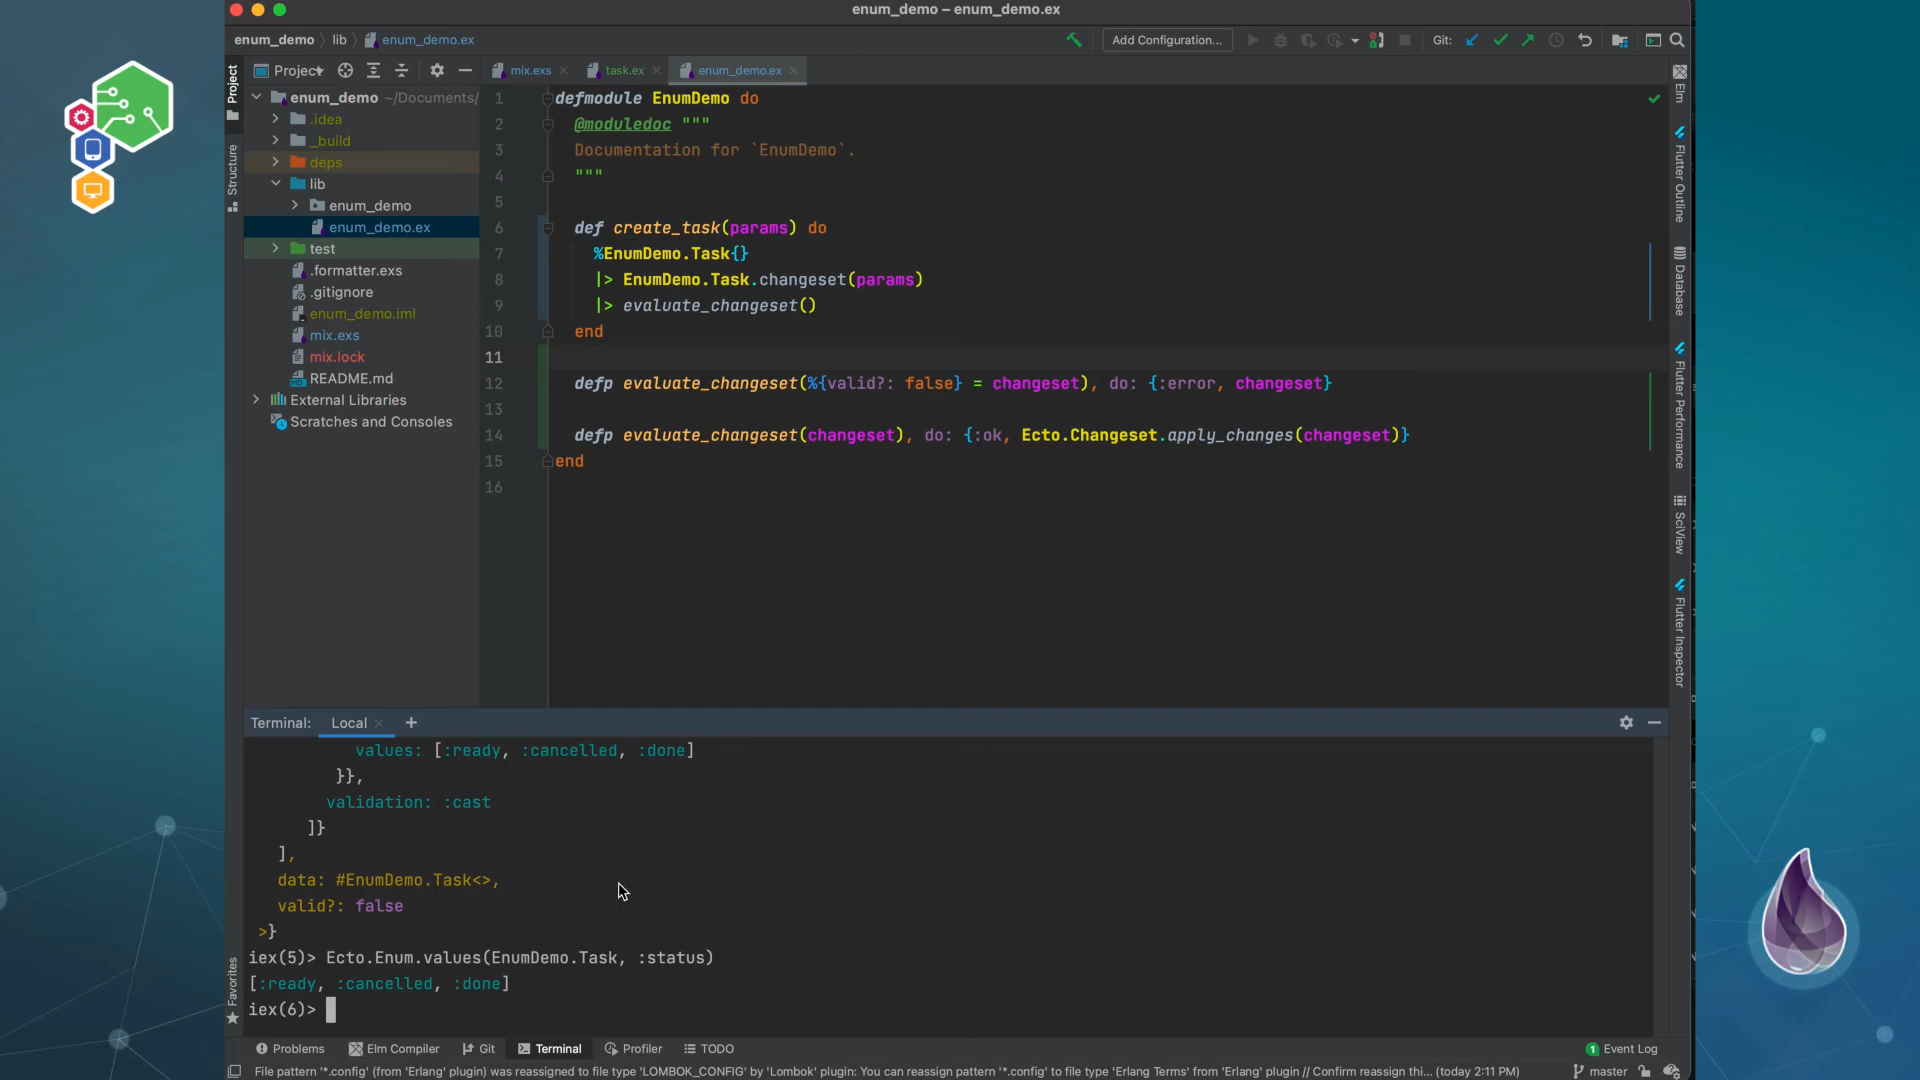 enum_demo – enum_demo.ex
enum_demo lib enum_demo.ex
Add Configuration...
Git:
Project
mix.exs
task.ex
enum_demo.ex
Project
Structure
Favorites
enum_demo ~/Documents/
.idea
_build
deps
lib
enum_demo
enum_demo.ex
test
.formatter.exs
.gitignore
enum_demo.iml
mix.exs
mix.lock
README.md
External Libraries
Scratches and Consoles
1 defmodule EnumDemo do
2 @moduledoc """
3 Documentation for `EnumDemo`.
4 """
5
6 def create_task(params) do
7 %EnumDemo.Task{}
8 |> EnumDemo.Task.changeset(params)
9 |> evaluate_changeset()
10 end
11
12 defp evaluate_changeset(%{valid?: false} = changeset), do: {:error, changeset}
13
14 defp evaluate_changeset(changeset), do: {:ok, Ecto.Changeset.apply_changes(changeset)}
15 end
16
Elm
Flutter Outline
Database
Flutter Performance
SciView
Flutter Inspector
Terminal: Local
values: [:ready, :cancelled, :done]
}},
validation: :cast
]}
],
data: #EnumDemo.Task<>,
valid?: false
>}
iex(5)> Ecto.Enum.values(EnumDemo.Task, :status)
[:ready, :cancelled, :done]
iex(6)>
Problems Elm Compiler Git Terminal Profiler TODO
1 Event Log
File pattern '*.config' (from 'Erlang' plugin) was reassigned to file type 'LOMBOK_CONFIG' by 'Lombok' plugin: You can reassign pattern '*.config' to file type 'Erlang Terms' from 'Erlang' plugin // Confirm reassign thi... (today 2:11 PM)
master